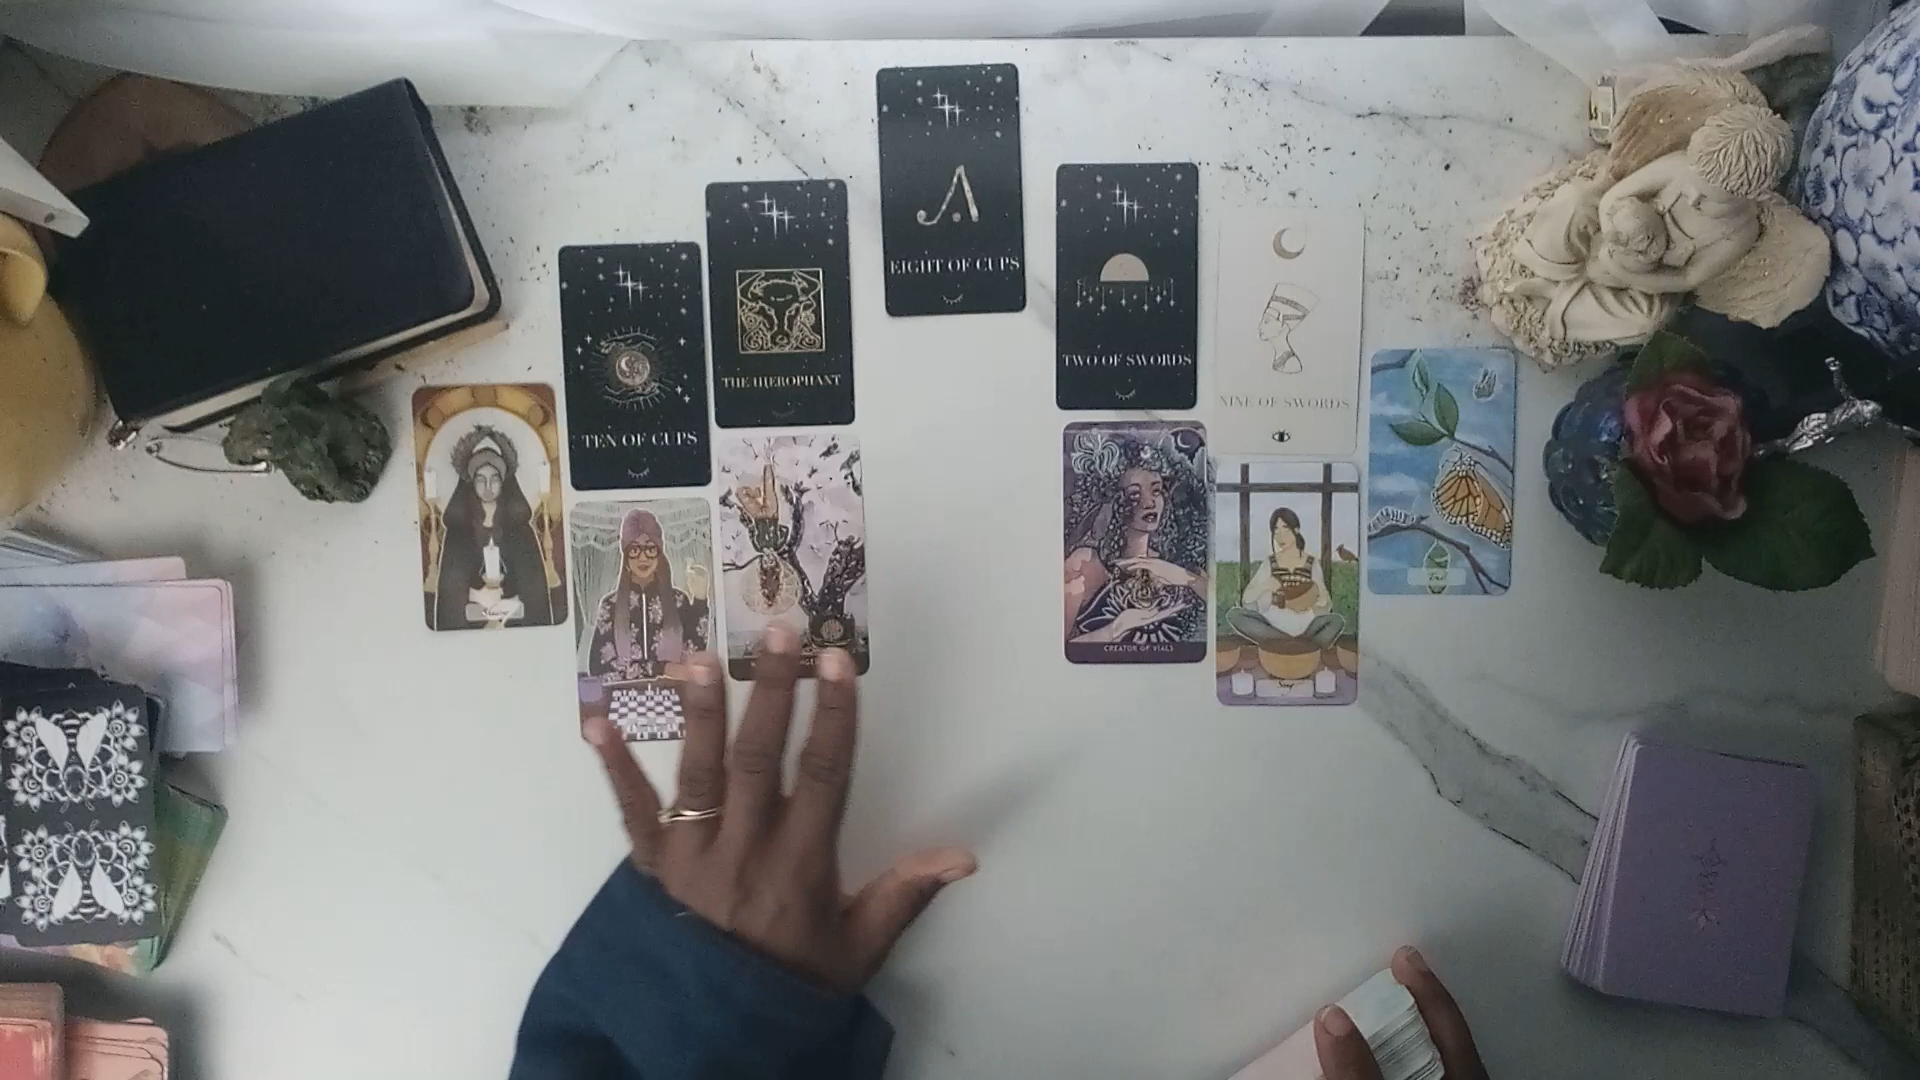 EIGHT OF CUPS
TWO OF SWORDS
THE HIEROPHANT
NINE OF SWORDS
TEN OF CUPS
CREATOR OF VIALS